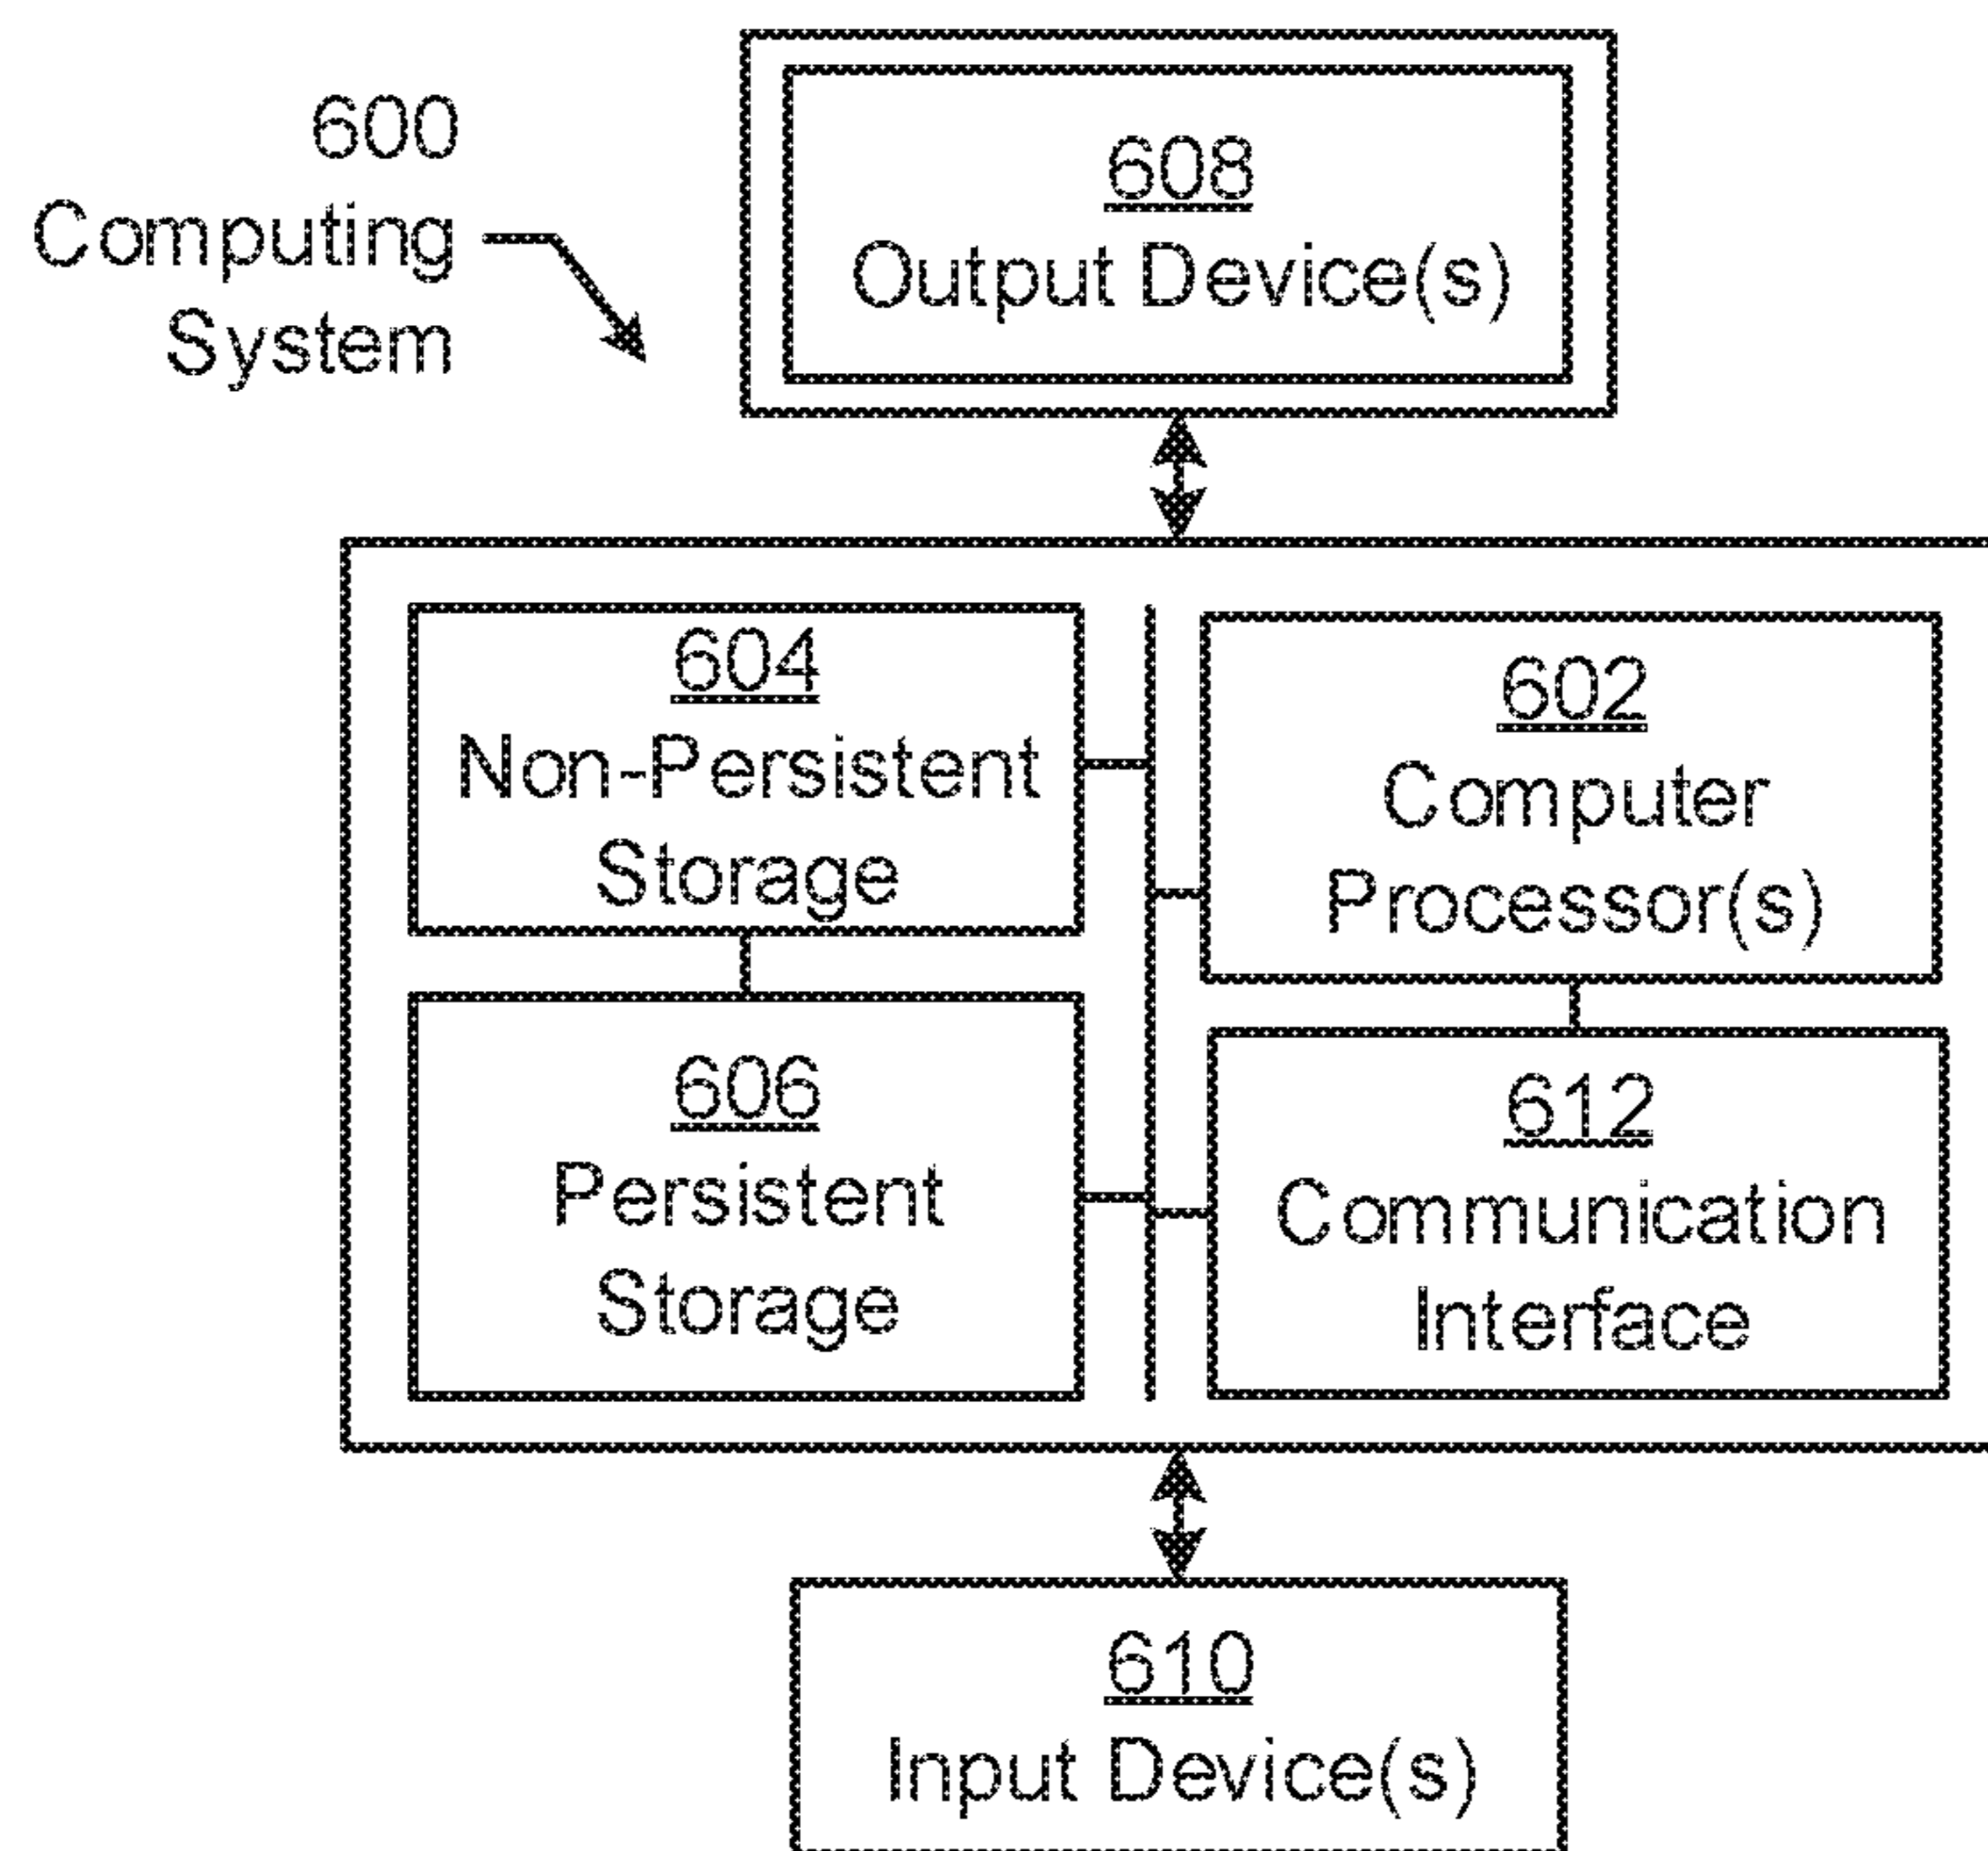 600
Computing
System
608
Output Device(s)
604
Non-Persistent
Storage
602
Computer
Processor(s)
606
Persistent
Storage
612
Communication
Interface
610
Input Device(s)